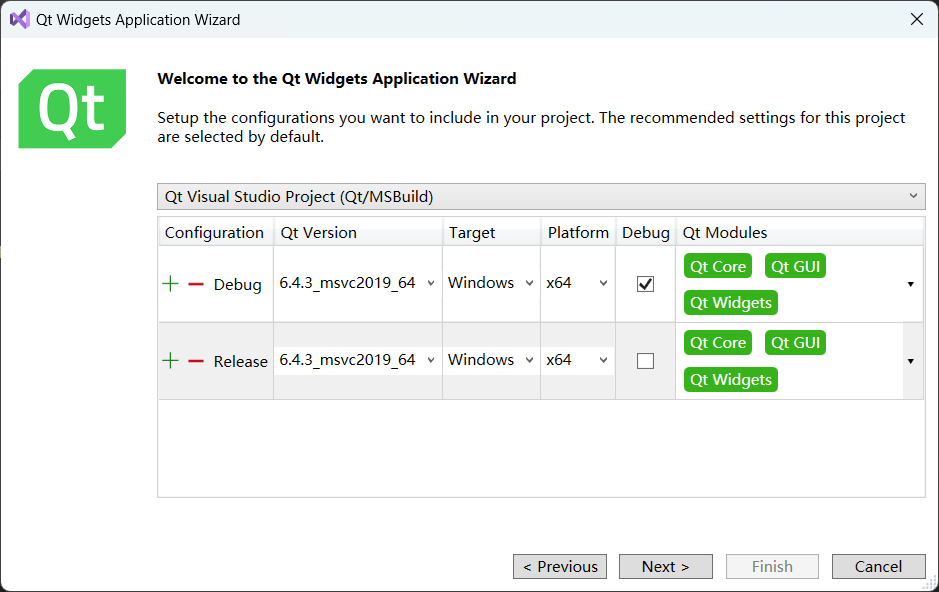 Qt Widgets Application Wizard
Qt
Welcome to the Qt Widgets Application Wizard
Setup the configurations you want to include in your project. The recommended settings for this project
are selected by default.
Qt Visual Studio Project (Qt/MSBuild)
Configuration Qt Version Target Platform Debug Qt Modules
Debug 6.4.3_msvc2019_64 Windows x64 Qt Core Qt GUI
Qt Widgets
Release 6.4.3_msvc2019_64 Windows x64 Qt Core Qt GUI
Qt Widgets
< Previous Next > Finish Cancel